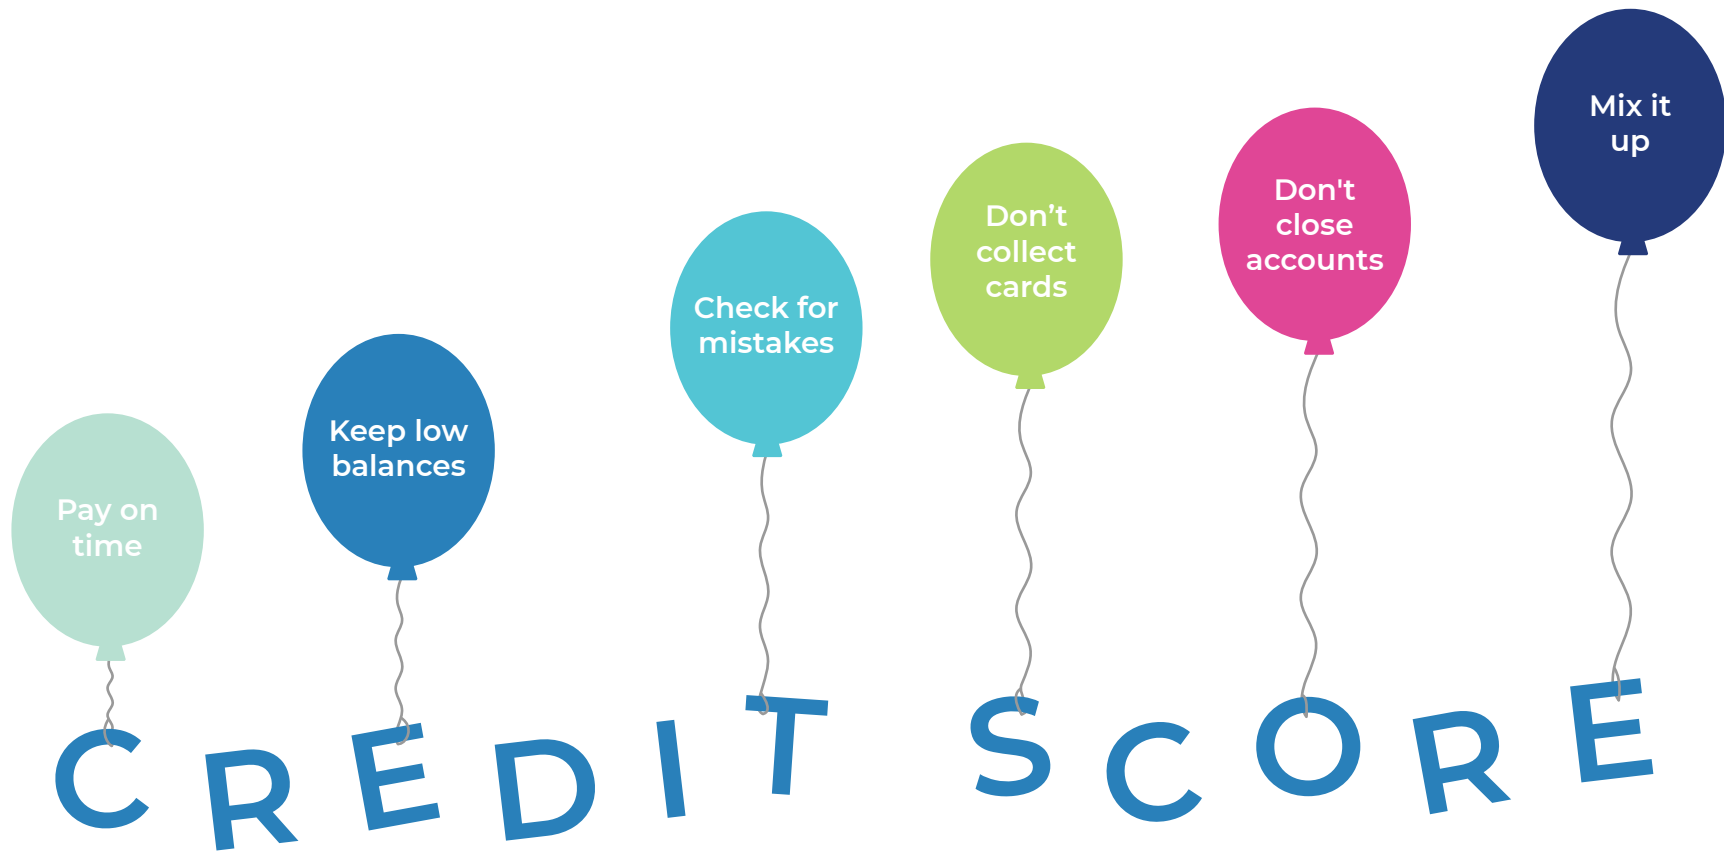 Pay on
time
Keep low
balances
Check for
mistakes
Don’t
collect
cards
Don't
close
accounts
Mix it
up
CREDIT SCORE